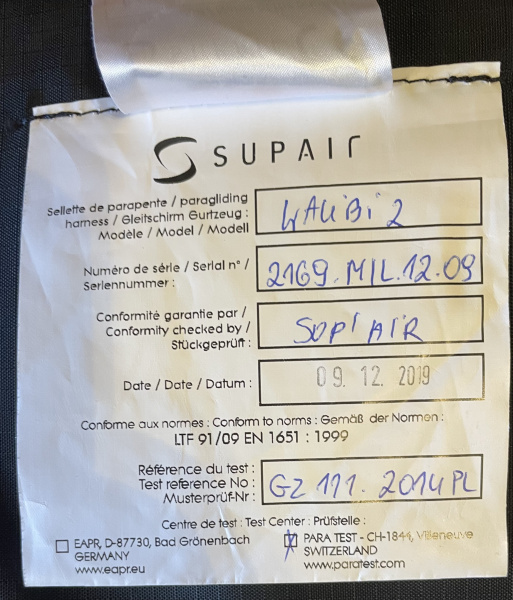 SUPAIR
Sellette de parapente / paragliding
harness / Gleitschirm Gurtzeug :
Modèle / Model / Modell
WALIBI 2
Numéro de série / Serial n° /
Seriennummer :
2169.M/L.12.09
Conformité garantie par /
Conformity checked by /
Stückgeprüft :
SUP'AIR
Date / Date / Datum :
09. 12. 2019
Conforme aux normes : Conform to norms : Gemäß der Normen :
LTF 91/09 EN 1651 : 1999
Référence du test :
Test reference No :
Musterprüf-Nr :
GZ 191. 2014 PL
Centre de test : Test Center : Prüfstelle :
EAPR, D-87730, Bad Grönenbach
GERMANY
www.eapr.eu
PARA TEST - CH-1844, Villeneuve
SWITZERLAND
www.paratest.com